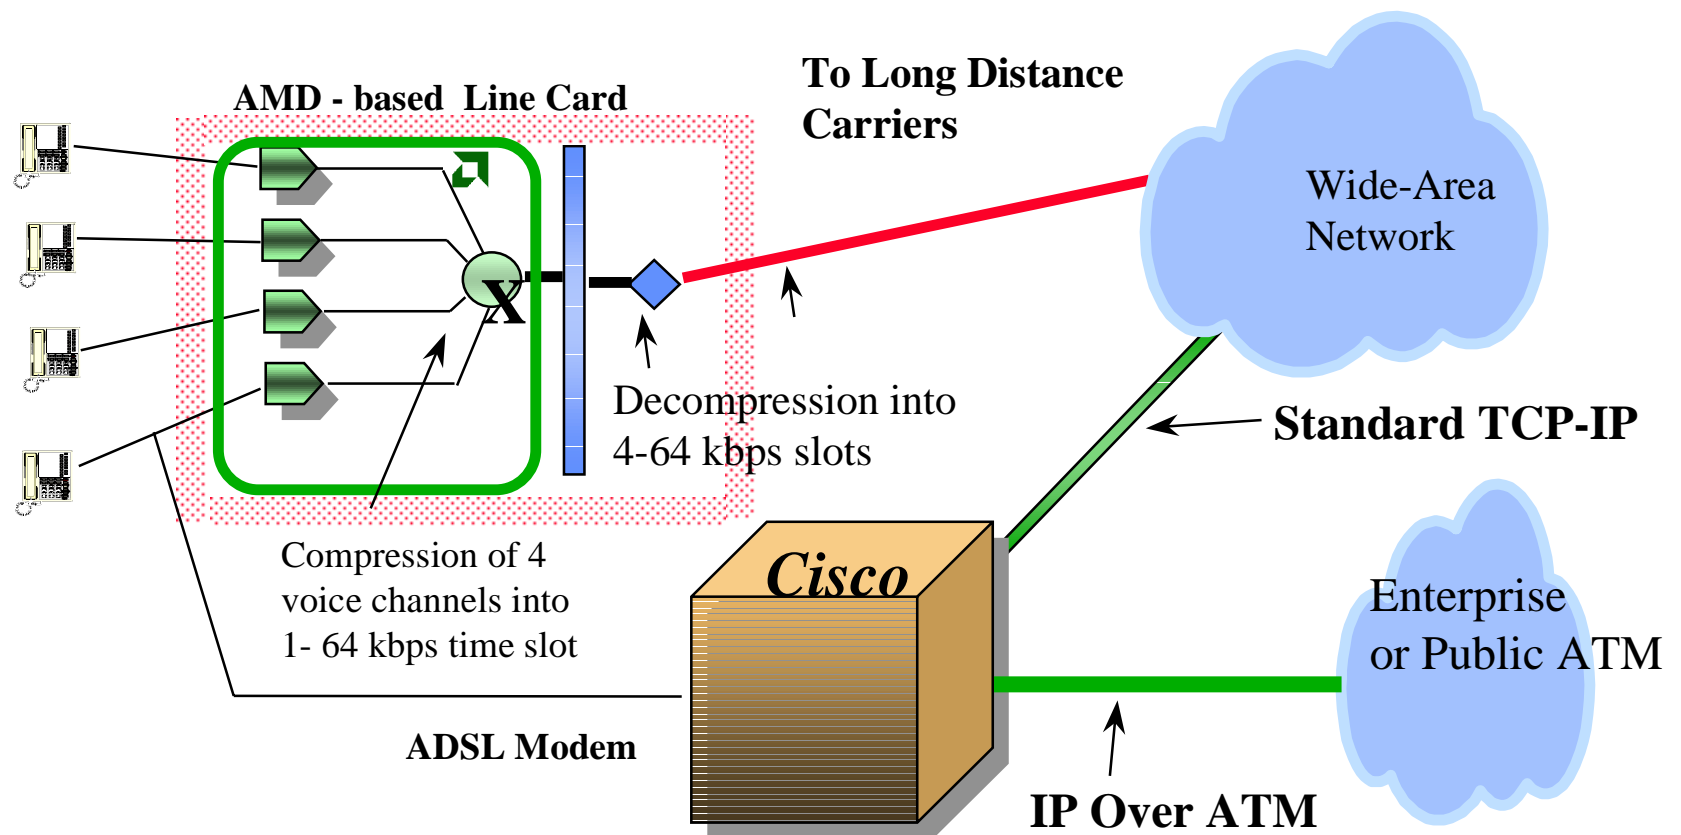 AMD - based Line Card
To Long Distance
Carriers
Wide-Area
Network
X
Decompression into
4-64 kbps slots
Standard TCP-IP
Compression of 4
voice channels into
1- 64 kbps time slot
Cisco
Enterprise
or Public ATM
ADSL Modem
IP Over ATM